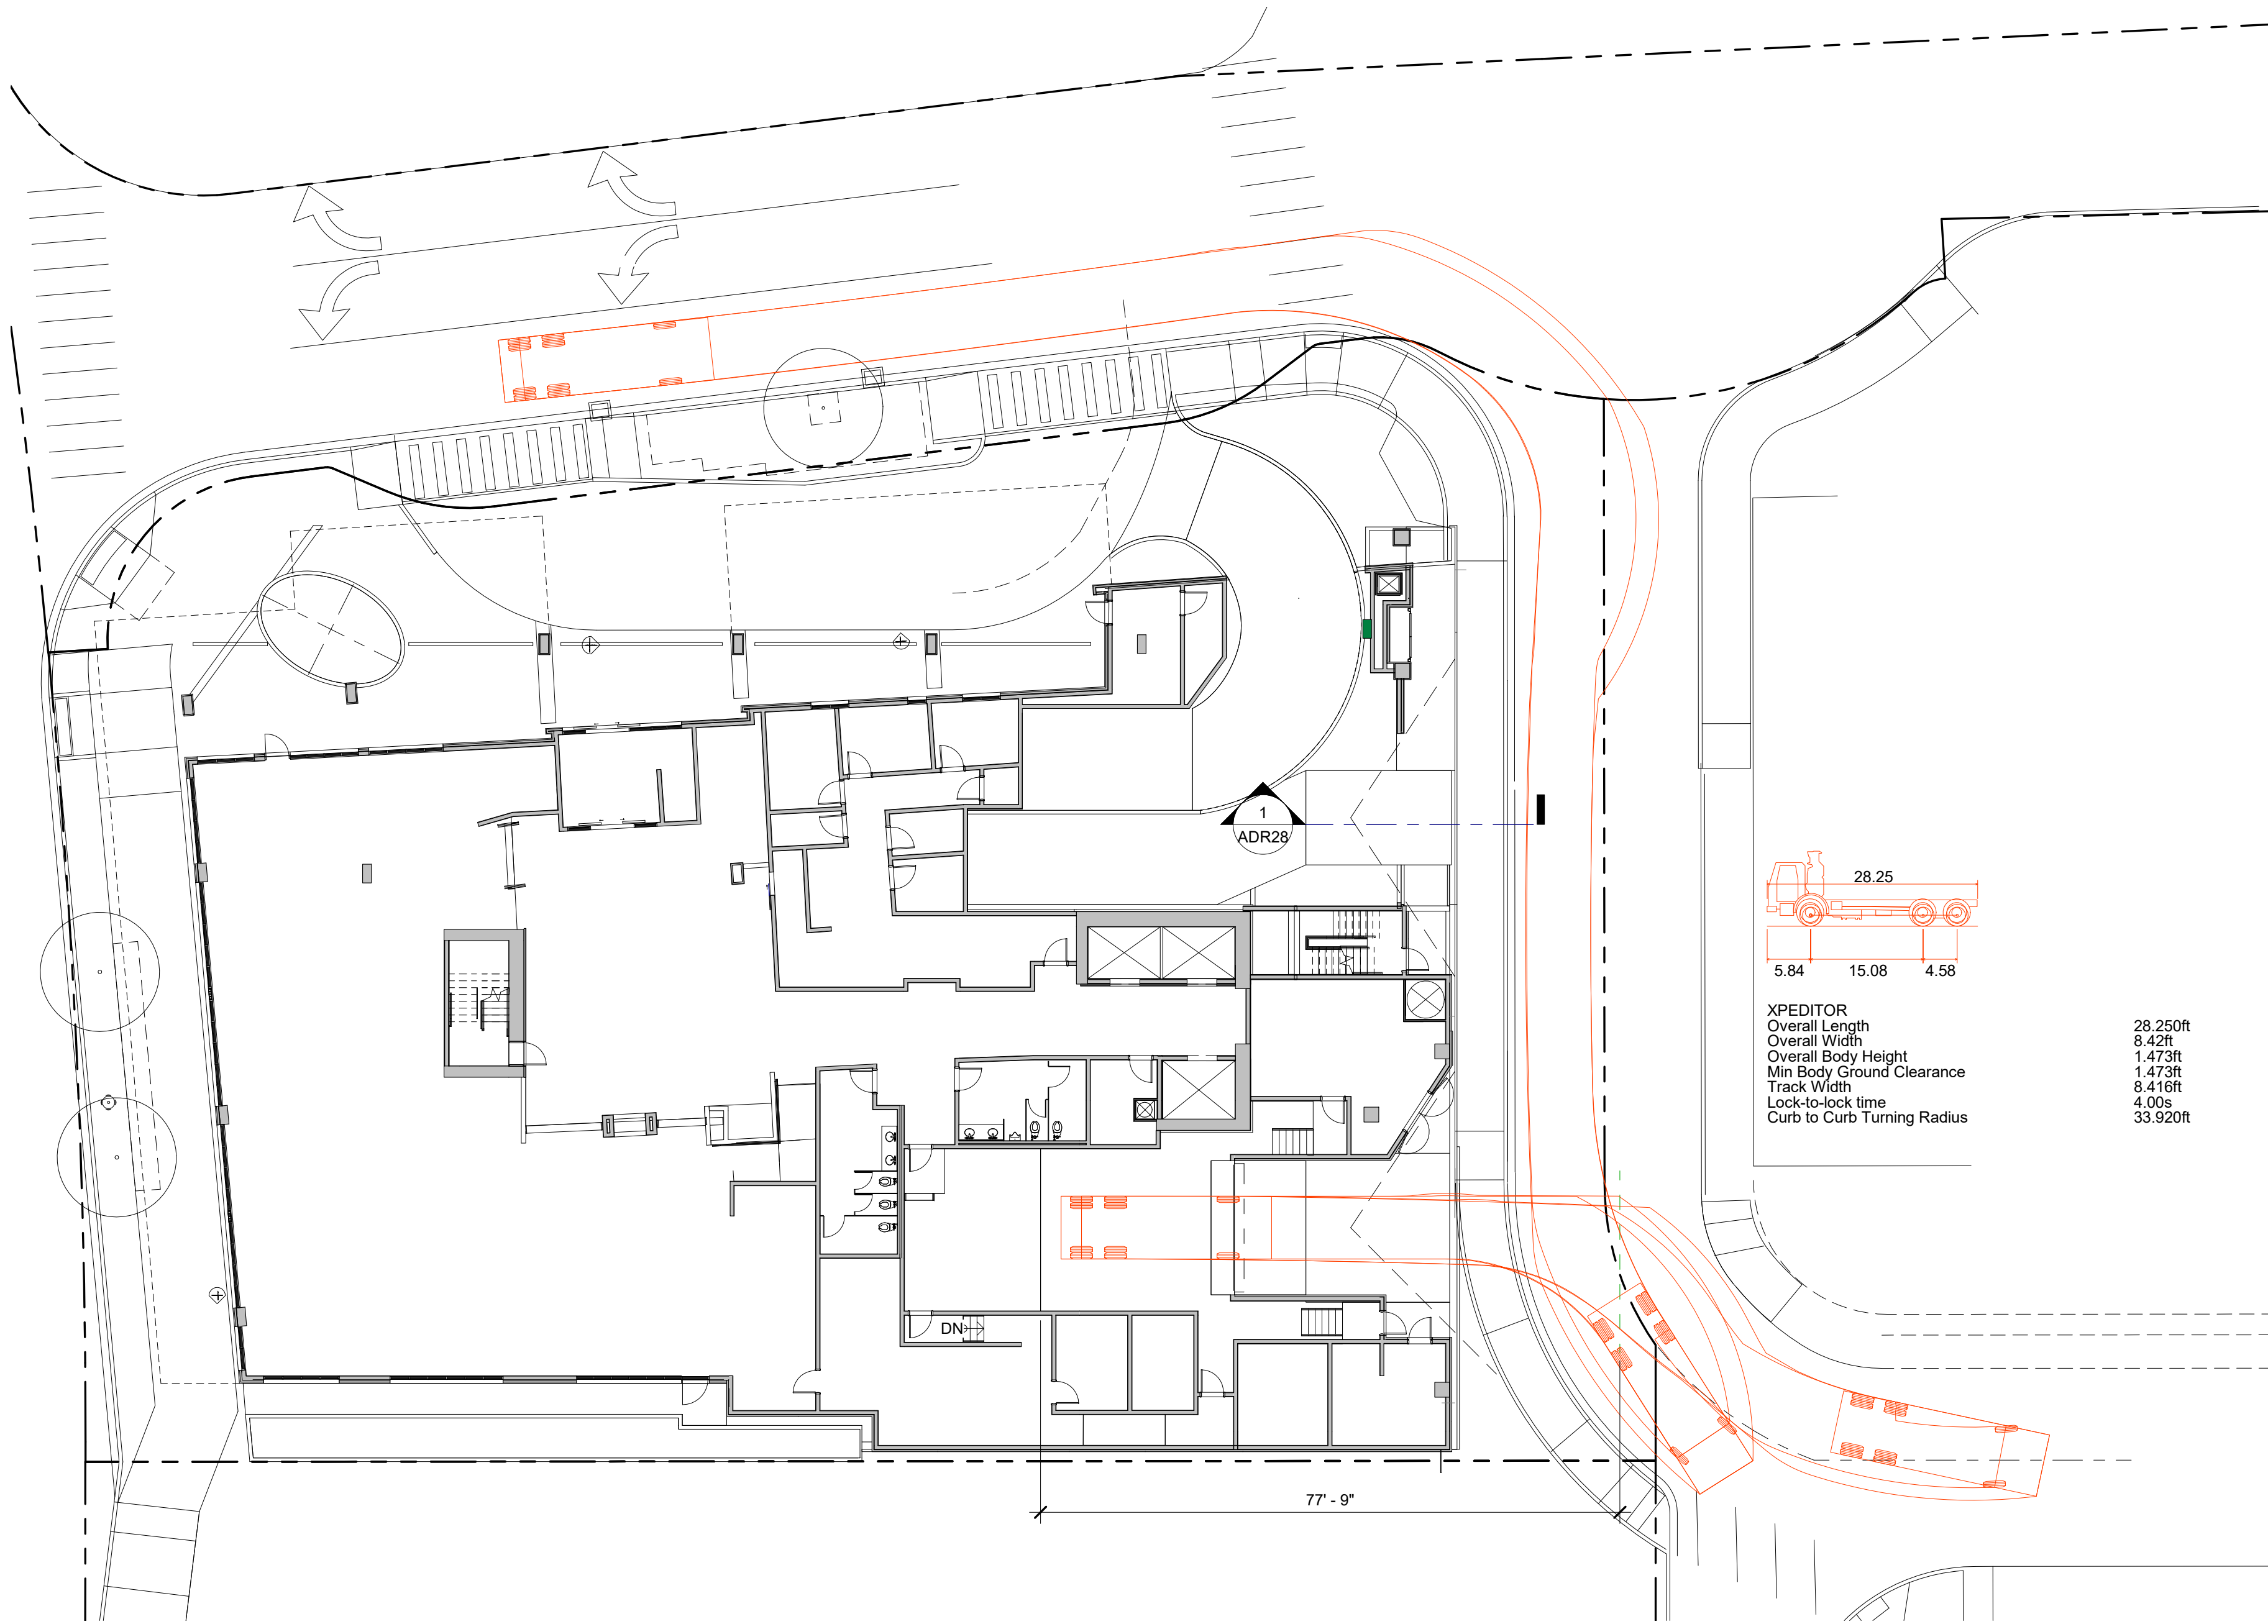 1
ADR28
28.25
5.84 15.08 4.58
XPEDITOR
Overall Length 28.250ft
Overall Width 8.42ft
Overall Body Height 1.473ft
Min Body Ground Clearance 1.473ft
Track Width 8.416ft
Lock-to-lock time 4.00s
Curb to Curb Turning Radius 33.920ft
DN
77' - 9"